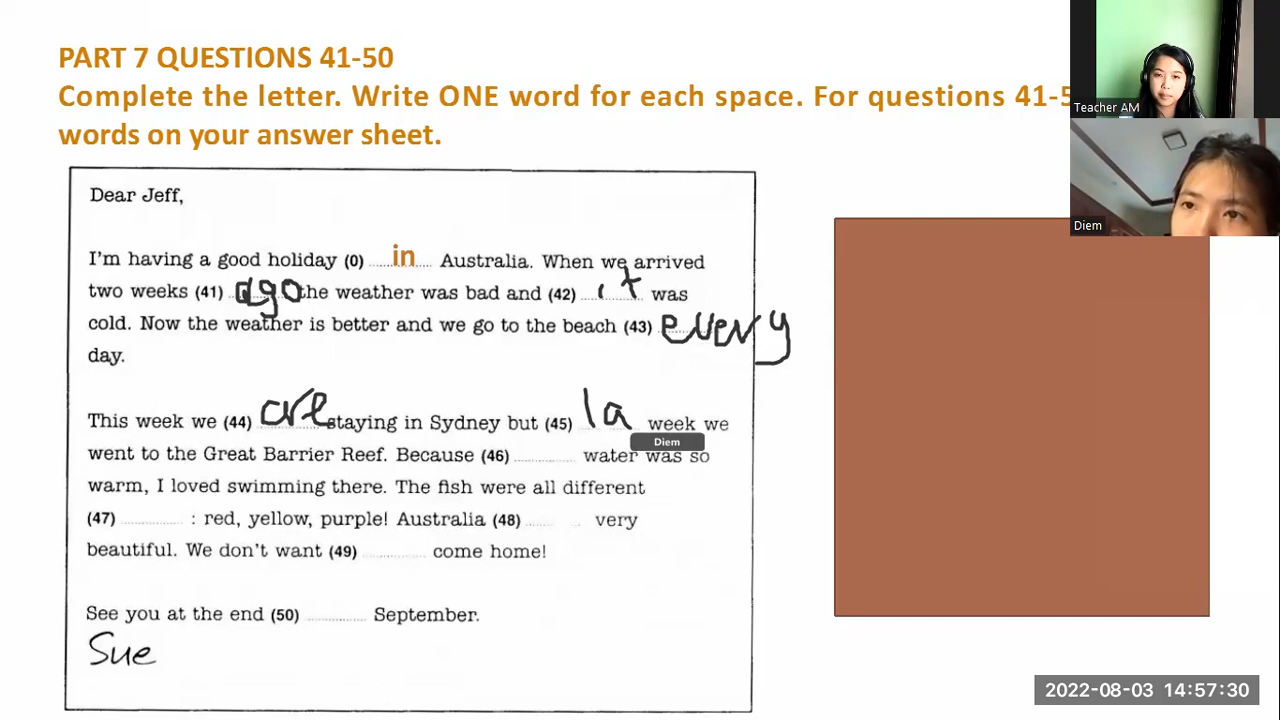 PART 7 QUESTIONS 41-50
Complete the letter. Write ONE word for each space. For questions 41-5
words on your answer sheet.
Teacher AM
Diem
Dear Jeff,
I'm having a good holiday (0) in Australia. When we arrived
two weeks (41) ago the weather was bad and (42) it was
cold. Now the weather is better and we go to the beach (43) every
day.
This week we (44) are staying in Sydney but (45) la week we
Diem
went to the Great Barrier Reef. Because (46) ............ water was so
warm, I loved swimming there. The fish were all different
(47) ............ : red, yellow, purple! Australia (48) ............ very
beautiful. We don't want (49) ............ come home!
See you at the end (50) ............ September.
Sue
2022-08-03 14:57:30